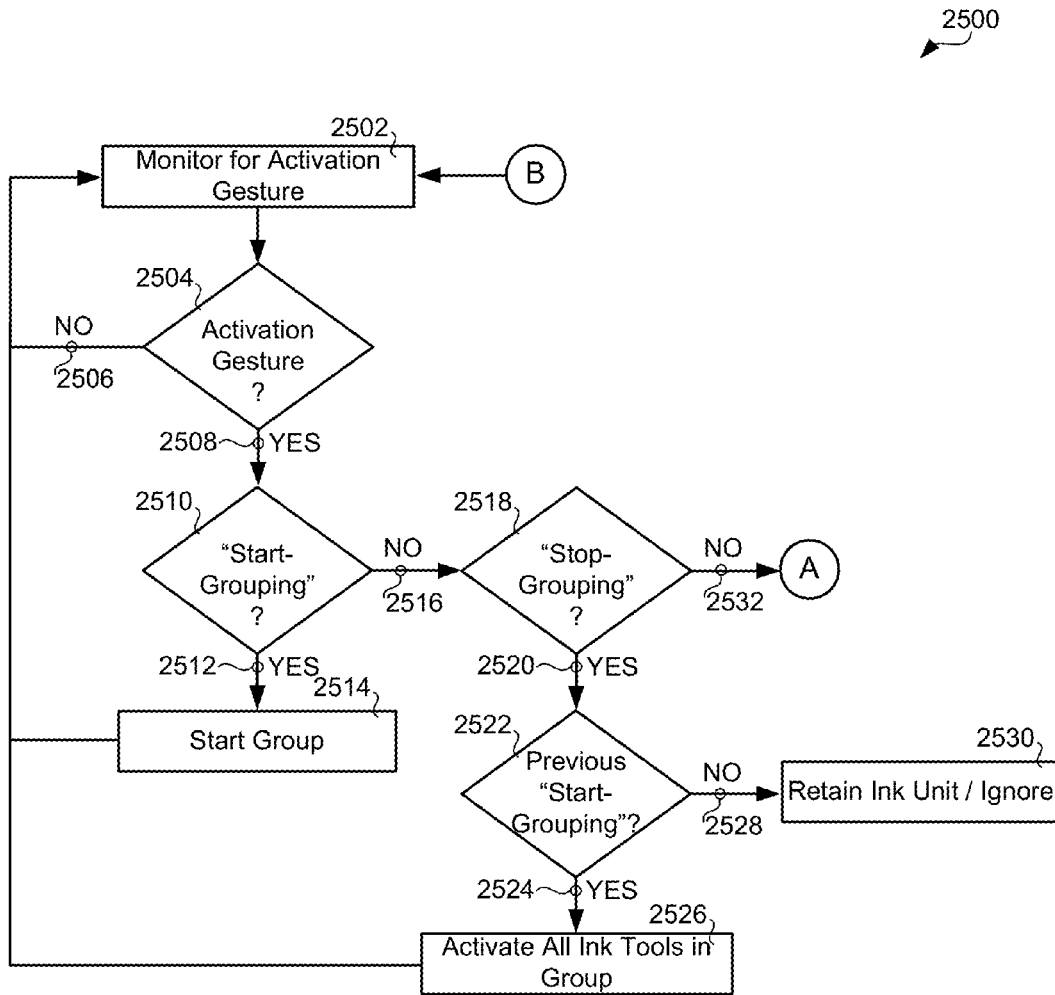 2500
2502
Monitor for Activation
Gesture
B
2504
Activation
Gesture
?
NO
2506
2508
YES
2510
“Start-
Grouping”
?
NO
2516
2518
“Stop-
Grouping”
?
NO
2532
A
2512
YES
2514
Start Group
2520
YES
2522
Previous
“Start-
Grouping”?
NO
2528
2530
Retain Ink Unit / Ignore
2524
YES
2526
Activate All Ink Tools in
Group